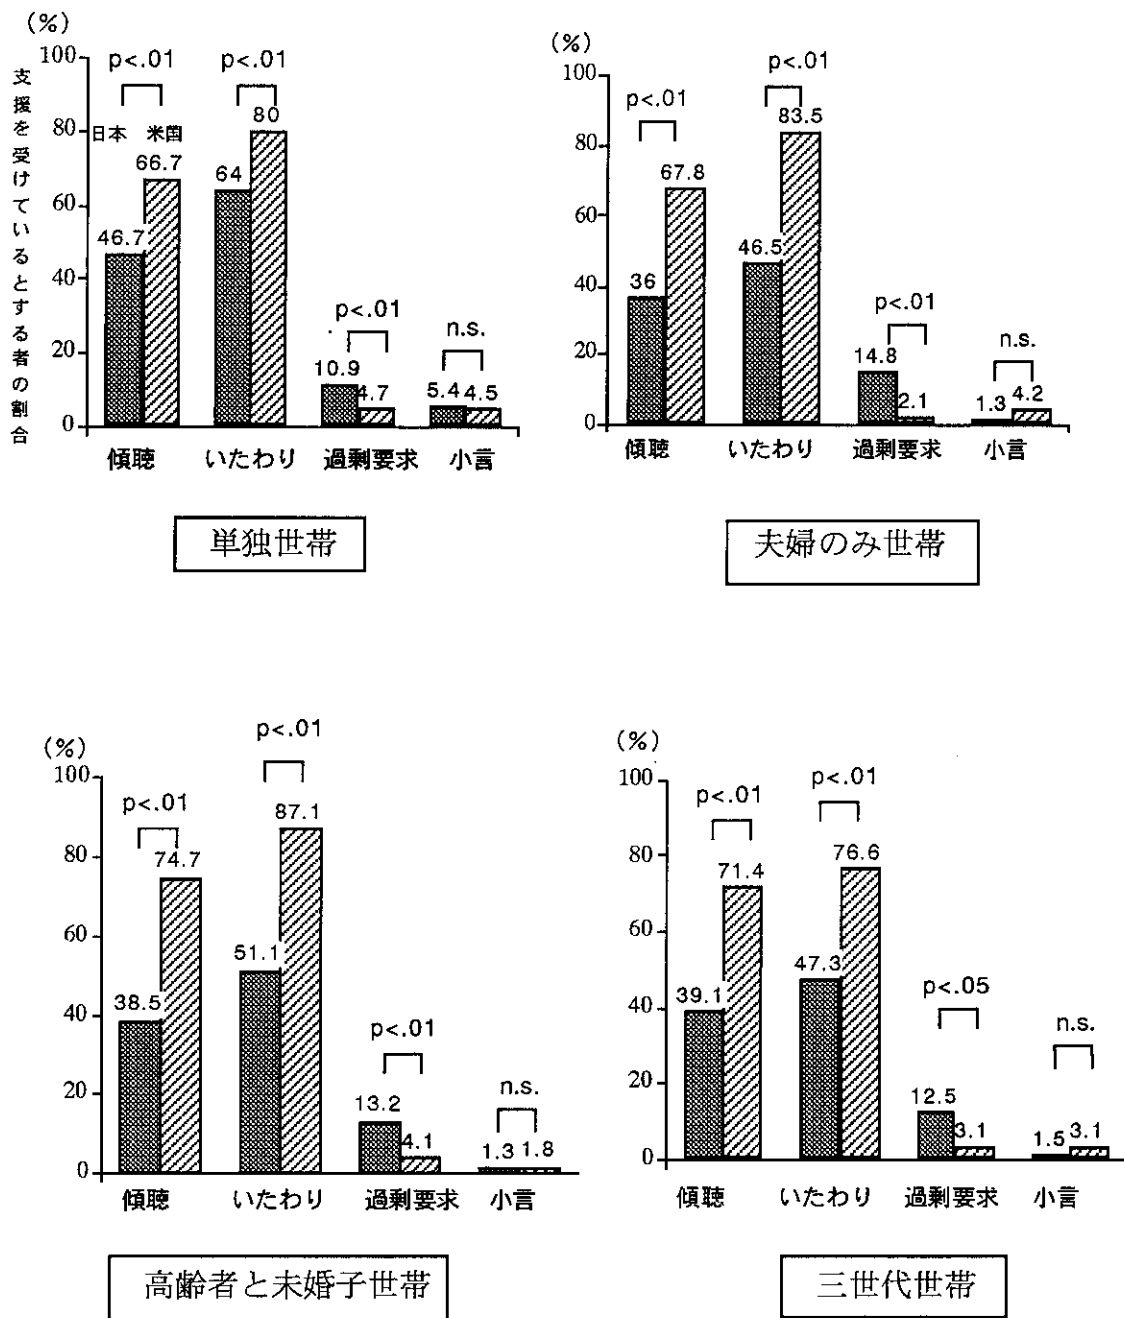 (%)
支援を受けているとする者の割合
100
80
60
40
20
0
p<.01
p<.01
日本 米国
46.7
66.7
64
80
p<.01
10.9
4.7
n.s.
5.4
4.5
傾聴 いたわり 過剰要求 小言
単独世帯
(%)
100
80
60
40
20
0
p<.01
p<.01
36
67.8
46.5
83.5
p<.01
14.8
2.1
n.s.
1.3
4.2
傾聴 いたわり 過剰要求 小言
夫婦のみ世帯
(%)
100
80
60
40
20
0
p<.01
p<.01
38.5
74.7
51.1
87.1
p<.01
13.2
4.1
n.s.
1.3
1.8
傾聴 いたわり 過剰要求 小言
高齢者と未婚子世帯
(%)
100
80
60
40
20
0
p<.01
p<.01
39.1
71.4
47.3
76.6
p<.05
12.5
3.1
n.s.
1.5
3.1
傾聴 いたわり 過剰要求 小言
三世代世帯